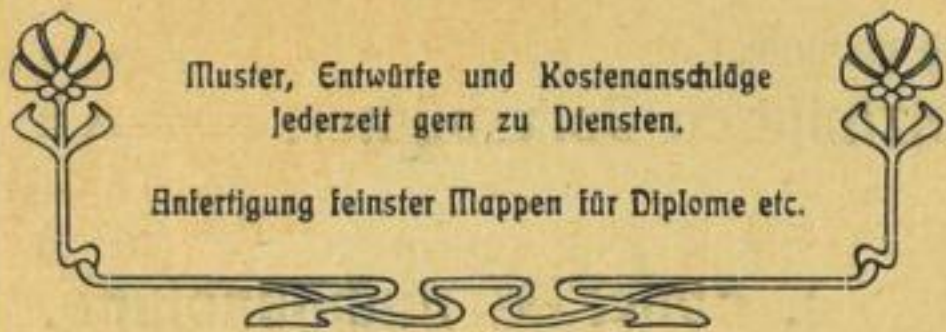 Muster, Entwürfe und Kostenanschläge
jederzeit gern zu Diensten.
Anfertigung feinster Mappen für Diplome etc.